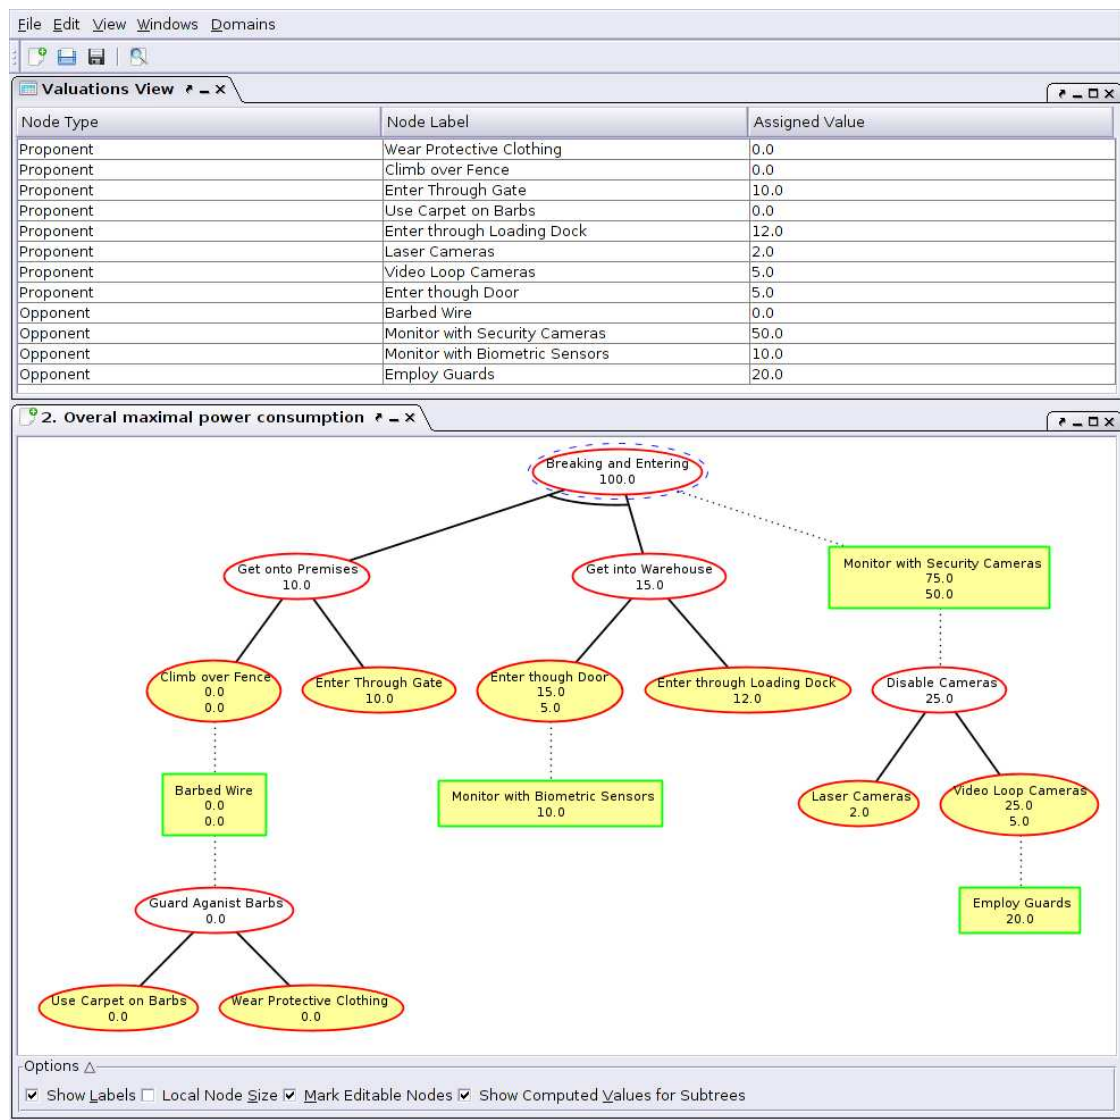 File Edit View Windows Domains
Valuations View
Node Type Node Label Assigned Value
Proponent Wear Protective Clothing 0.0
Proponent Climb over Fence 0.0
Proponent Enter Through Gate 10.0
Proponent Use Carpet on Barbs 0.0
Proponent Enter through Loading Dock 12.0
Proponent Laser Cameras 2.0
Proponent Video Loop Cameras 5.0
Proponent Enter though Door 5.0
Opponent Barbed Wire 0.0
Opponent Monitor with Security Cameras 50.0
Opponent Monitor with Biometric Sensors 10.0
Opponent Employ Guards 20.0
2. Overal maximal power consumption
Breaking and Entering
100.0
Get onto Premises
10.0
Get into Warehouse
15.0
Monitor with Security Cameras
75.0
50.0
Climb over Fence
0.0
0.0
Enter Through Gate
10.0
Enter though Door
15.0
5.0
Enter through Loading Dock
12.0
Disable Cameras
25.0
Barbed Wire
0.0
0.0
Monitor with Biometric Sensors
10.0
Laser Cameras
2.0
Video Loop Cameras
25.0
5.0
Guard Aganist Barbs
0.0
Employ Guards
20.0
Use Carpet on Barbs
0.0
Wear Protective Clothing
0.0
Options
Show Labels Local Node Size Mark Editable Nodes Show Computed Values for Subtrees